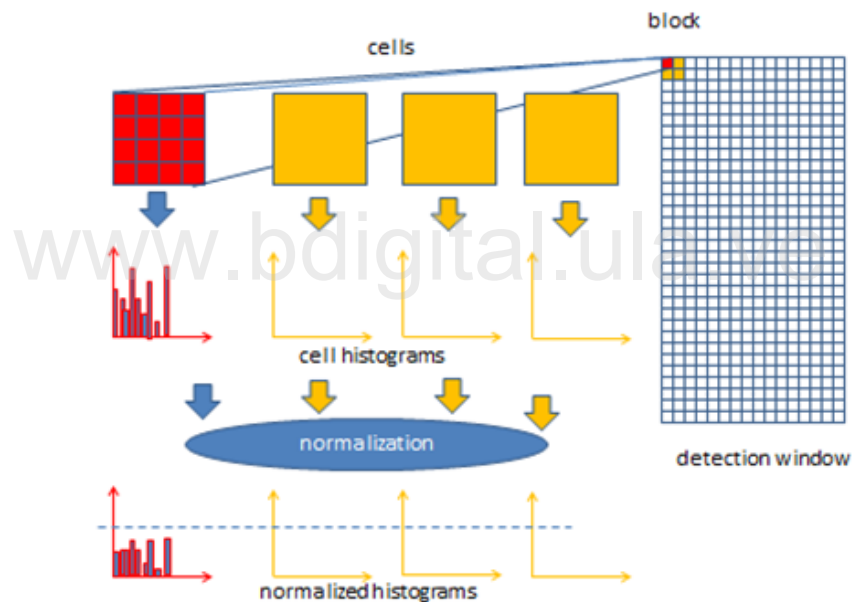 block
cells
www.bdigital.ula.ve
cell histograms
normalization
detection window
normalized histograms